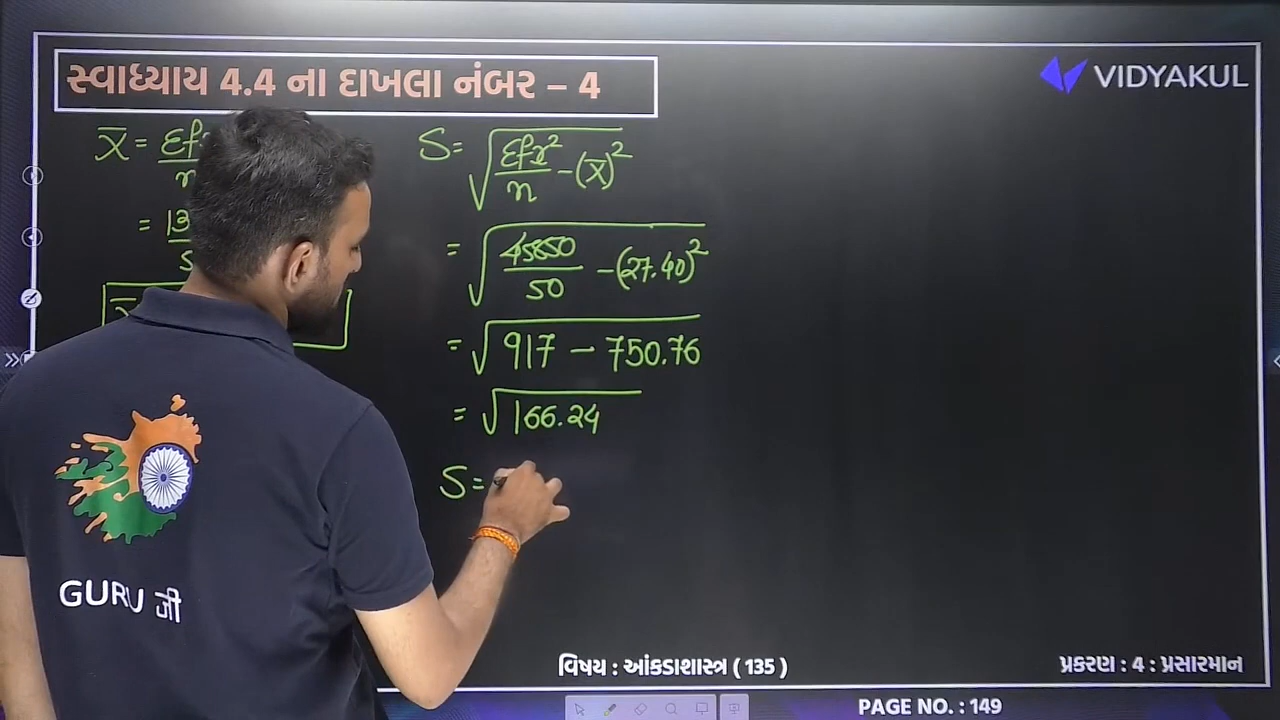 સ્વાધ્યાય 4.4 ના દાખલા નંબર – 4
VIDYAKUL
x̄ =
S = √(Σfx²/n – (x̄)²)
= √(45850/50 – (27.40)²)
= √(917 – 750.76)
= √166.24
S =
GURU जी
વિષય : આંકડાશાસ્ત્ર ( 135 )
પ્રકરણ : 4 : પ્રસારમાન
PAGE NO. : 149